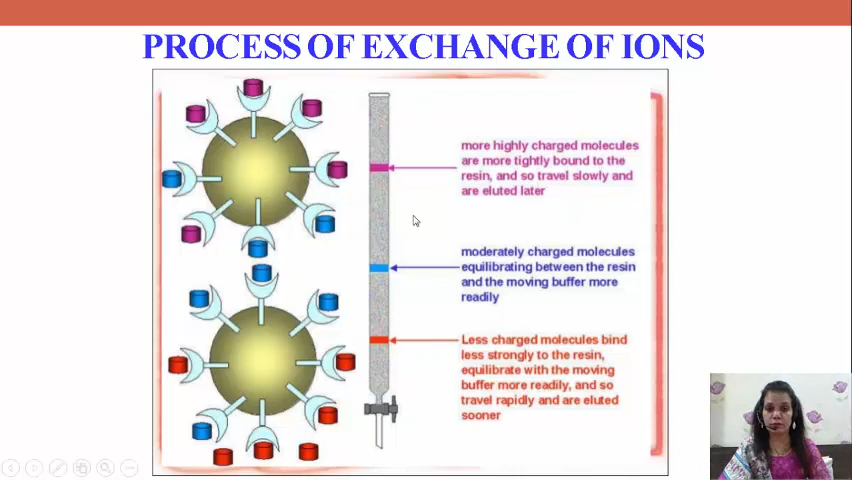 PROCESS OF EXCHANGE OF IONS
more highly charged molecules
are more tightly bound to the
resin, and so travel slowly and
are eluted later
moderately charged molecules
equilibrating between the resin
and the moving buffer more
readily
Less charged molecules bind
less strongly to the resin,
equilibrate with the moving
buffer more readily, and so
travel rapidly and are eluted
sooner